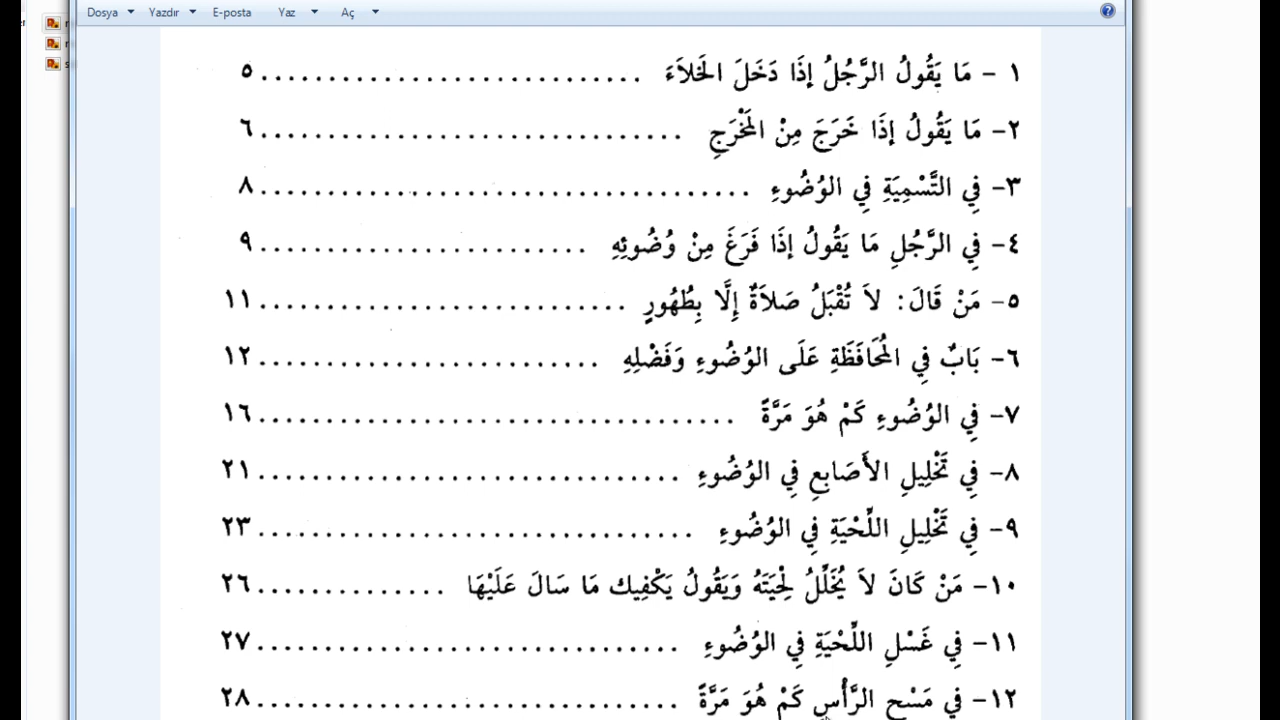 Dosya Yazdır E-posta Yaz Aç
١ - مَا يَقُولُ الرَّجُلُ إِذَا دَخَلَ الْخَلاَءَ ............................ ٥
٢- مَا يَقُولُ إِذَا خَرَجَ مِنْ الْمَخْرَجِ ............................... ٦
٣- فِي التَّسْمِيَةِ فِي الوُضُوءِ .................................... ٨
٤- فِي الرَّجُلِ مَا يَقُولُ إِذَا فَرَغَ مِنْ وُضُوئِهِ ........................ ٩
٥- مَنْ قَالَ: لاَ تُقْبَلُ صَلاَةٌ إِلَّا بِطُهُورٍ ........................... ١١
٦- بَابٌ فِي الْمُحَافَظَةِ عَلَى الوُضُوءِ وَفَضْلِهِ ......................... ١٢
٧- فِي الوُضُوءِ كَمْ هُوَ مَرَّةً ................................... ١٦
٨- فِي تَخْلِيلِ الأَصَابِعِ فِي الوُضُوءِ ............................... ٢١
٩- فِي تَخْلِيلِ اللِّحْيَةِ فِي الوُضُوءِ ................................ ٢٣
١٠- مَنْ كَانَ لاَ يُخَلِّلُ لِحْيَتَهُ وَيَقُولُ يَكْفِيك مَا سَالَ عَلَيْهَا .............. ٢٦
١١- فِي غَسْلِ اللِّحْيَةِ فِي الوُضُوءِ ............................... ٢٧
١٢- فِي مَسْحِ الرَّأْسِ كَمْ هُوَ مَرَّةً ............................... ٢٨